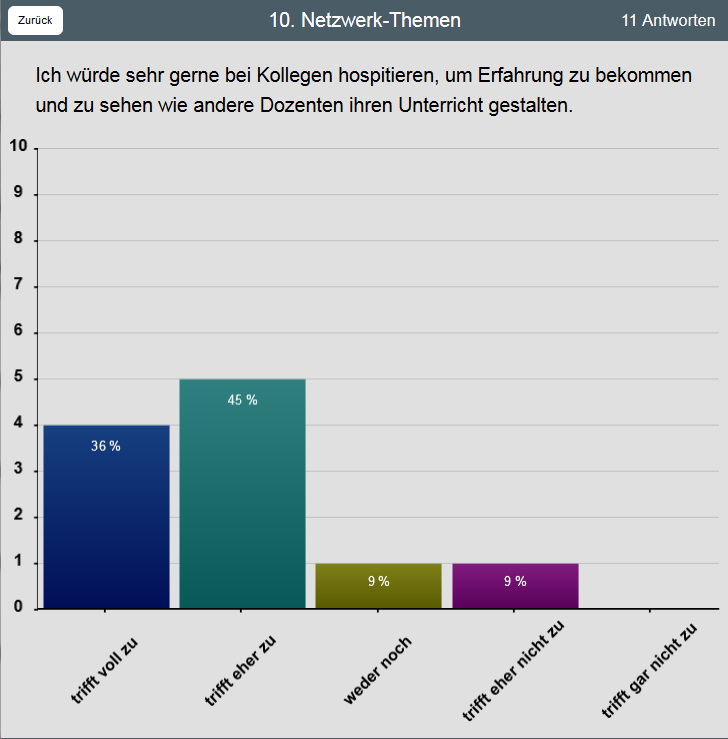 Zurück
10. Netzwerk-Themen
11 Antworten
Ich würde sehr gerne bei Kollegen hospitieren, um Erfahrung zu bekommen
und zu sehen wie andere Dozenten ihren Unterricht gestalten.
10
9
8
7
6
5
4
3
2
1
0
36 %
45 %
9 %
9 %
trifft voll zu
trifft eher zu
weder noch
trifft eher nicht zu
trifft gar nicht zu